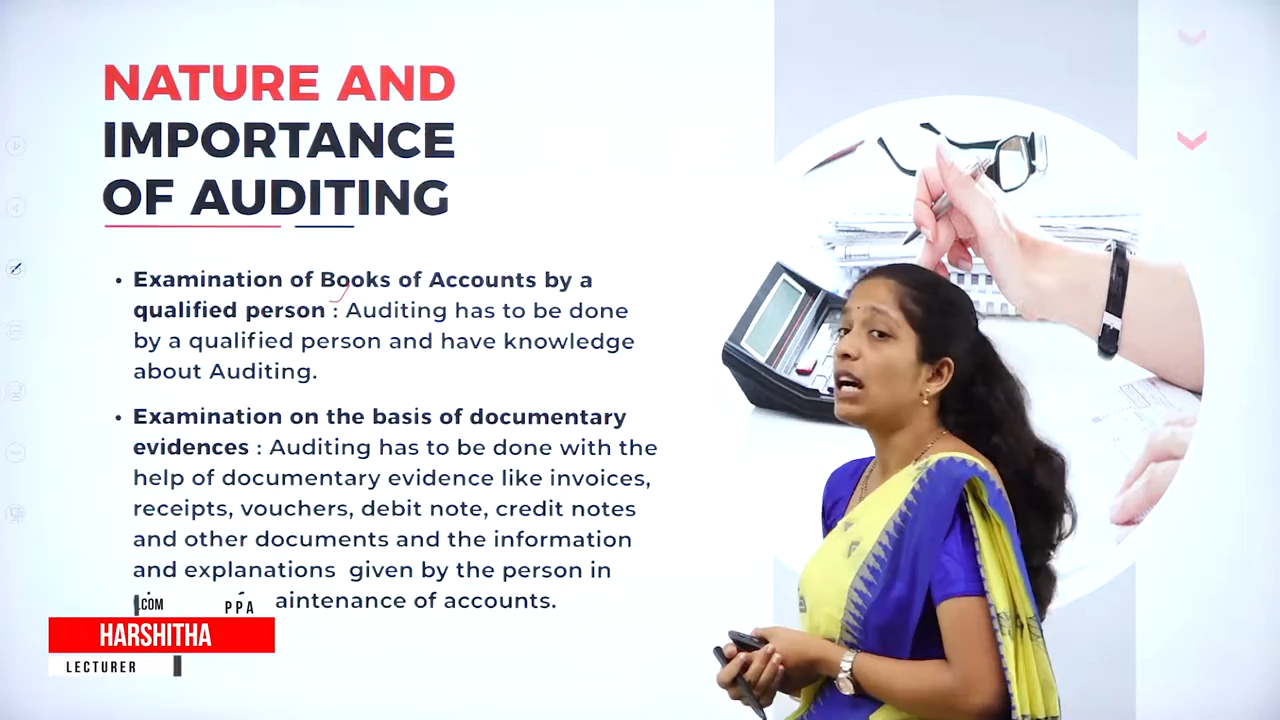 NATURE AND
IMPORTANCE
OF AUDITING
• Examination of Books of Accounts by a
qualified person : Auditing has to be done
by a qualified person and have knowledge
about Auditing.
• Examination on the basis of documentary
evidences : Auditing has to be done with the
help of documentary evidence like invoices,
receipts, vouchers, debit note, credit notes
and other documents and the information
and explanations given by the person in
aintenance of accounts.
.COM PPA
HARSHITHA
LECTURER